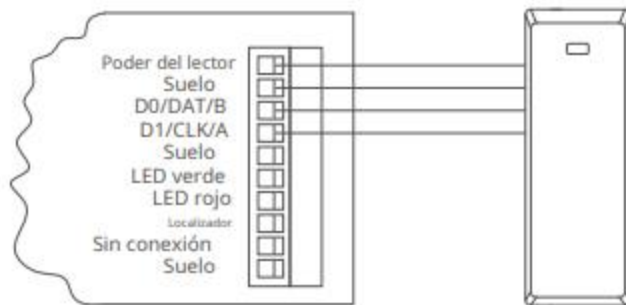 Poder del lector
Suelo
D0/DAT/B
D1/CLK/A
Suelo
LED verde
LED rojo
Localizador
Sin conexión
Suelo